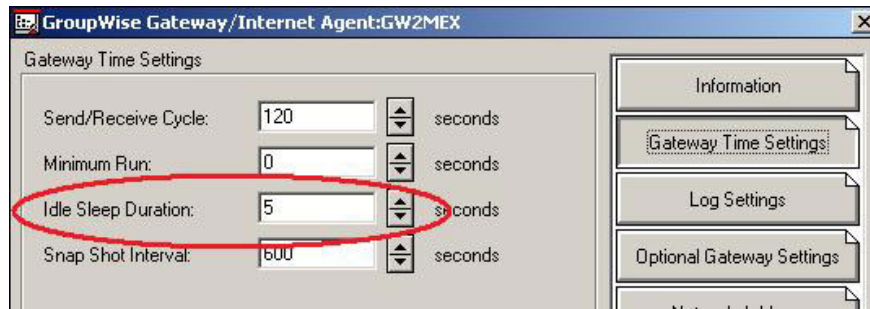 GroupWise Gateway/Internet Agent:GW2MEX
Gateway Time Settings
Send/Receive Cycle: 120 seconds
Minimum Run: 0 seconds
Idle Sleep Duration: 5 seconds
Snap Shot Interval: 600 seconds
Information
Gateway Time Settings
Log Settings
Optional Gateway Settings